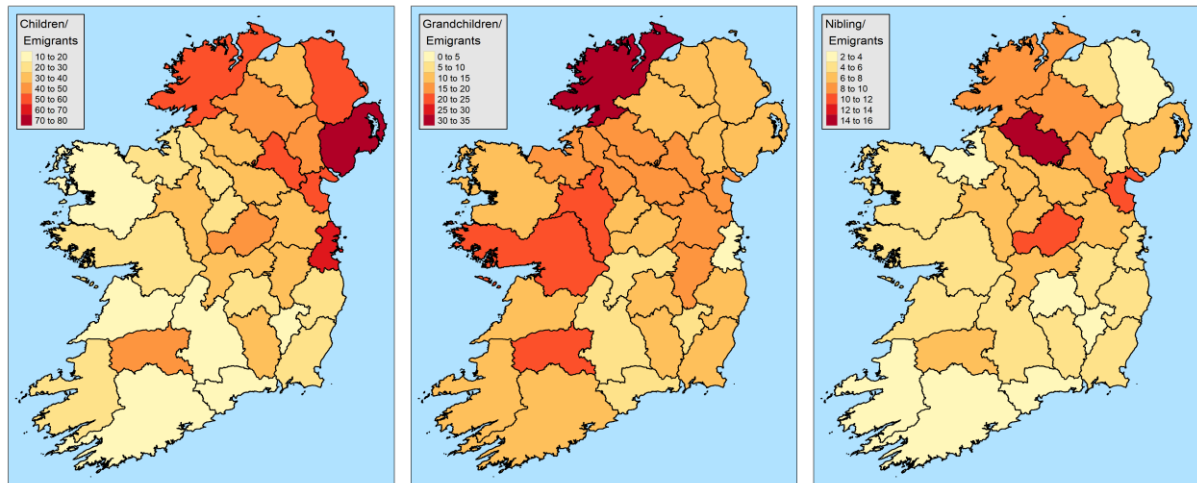 Children/
Emigrants
10 to 20
20 to 30
30 to 40
40 to 50
50 to 60
60 to 70
70 to 80
Grandchildren/
Emigrants
0 to 5
5 to 10
10 to 15
15 to 20
20 to 25
25 to 30
30 to 35
Nibling/
Emigrants
2 to 4
4 to 6
6 to 8
8 to 10
10 to 12
12 to 14
14 to 16